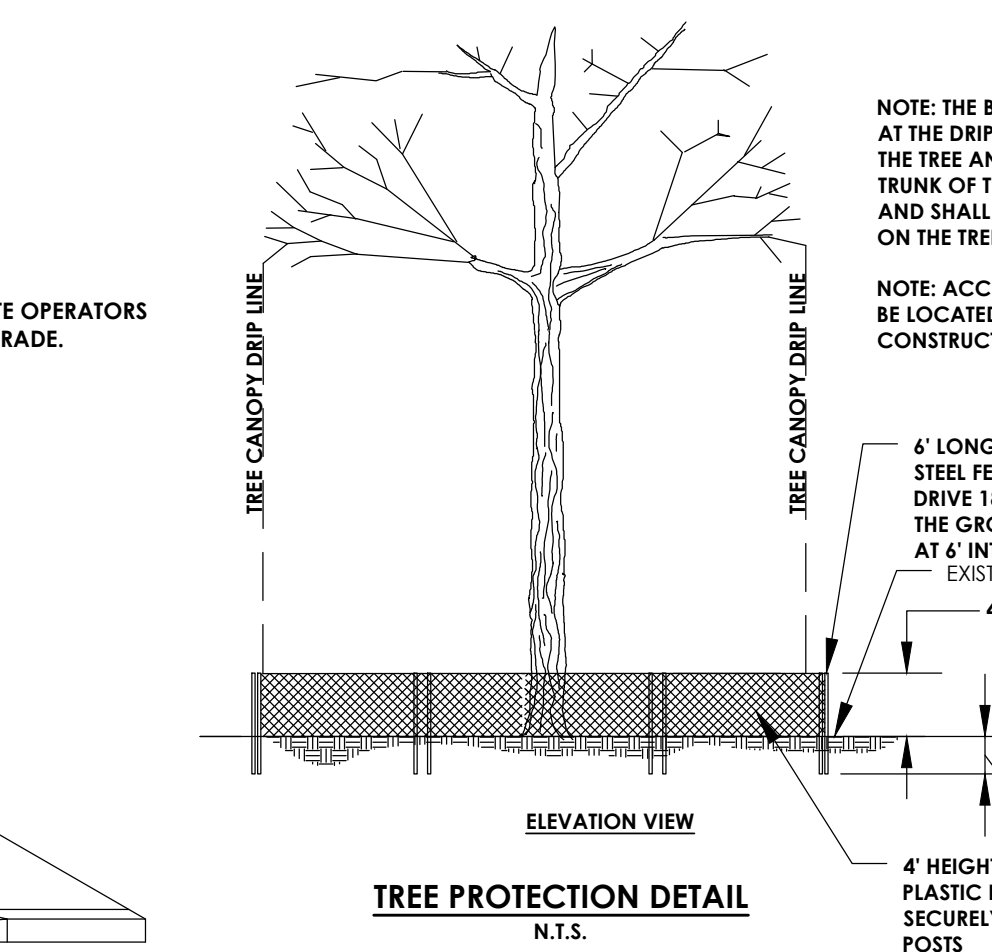 TE OPERATORS
RADE.
TREE CANOPY DRIP LINE
TREE CANOPY DRIP LINE
NOTE: THE B
AT THE DRIP
THE TREE AN
TRUNK OF T
AND SHALL
ON THE TREE
NOTE: ACC
BE LOCATED
CONSTRUCT
6' LONG
STEEL FE
DRIVE 18
THE GRO
AT 6' INT
EXIST
4
ELEVATION VIEW
TREE PROTECTION DETAIL
N.T.S.
4' HEIGHT
PLASTIC
SECURELY
POSTS